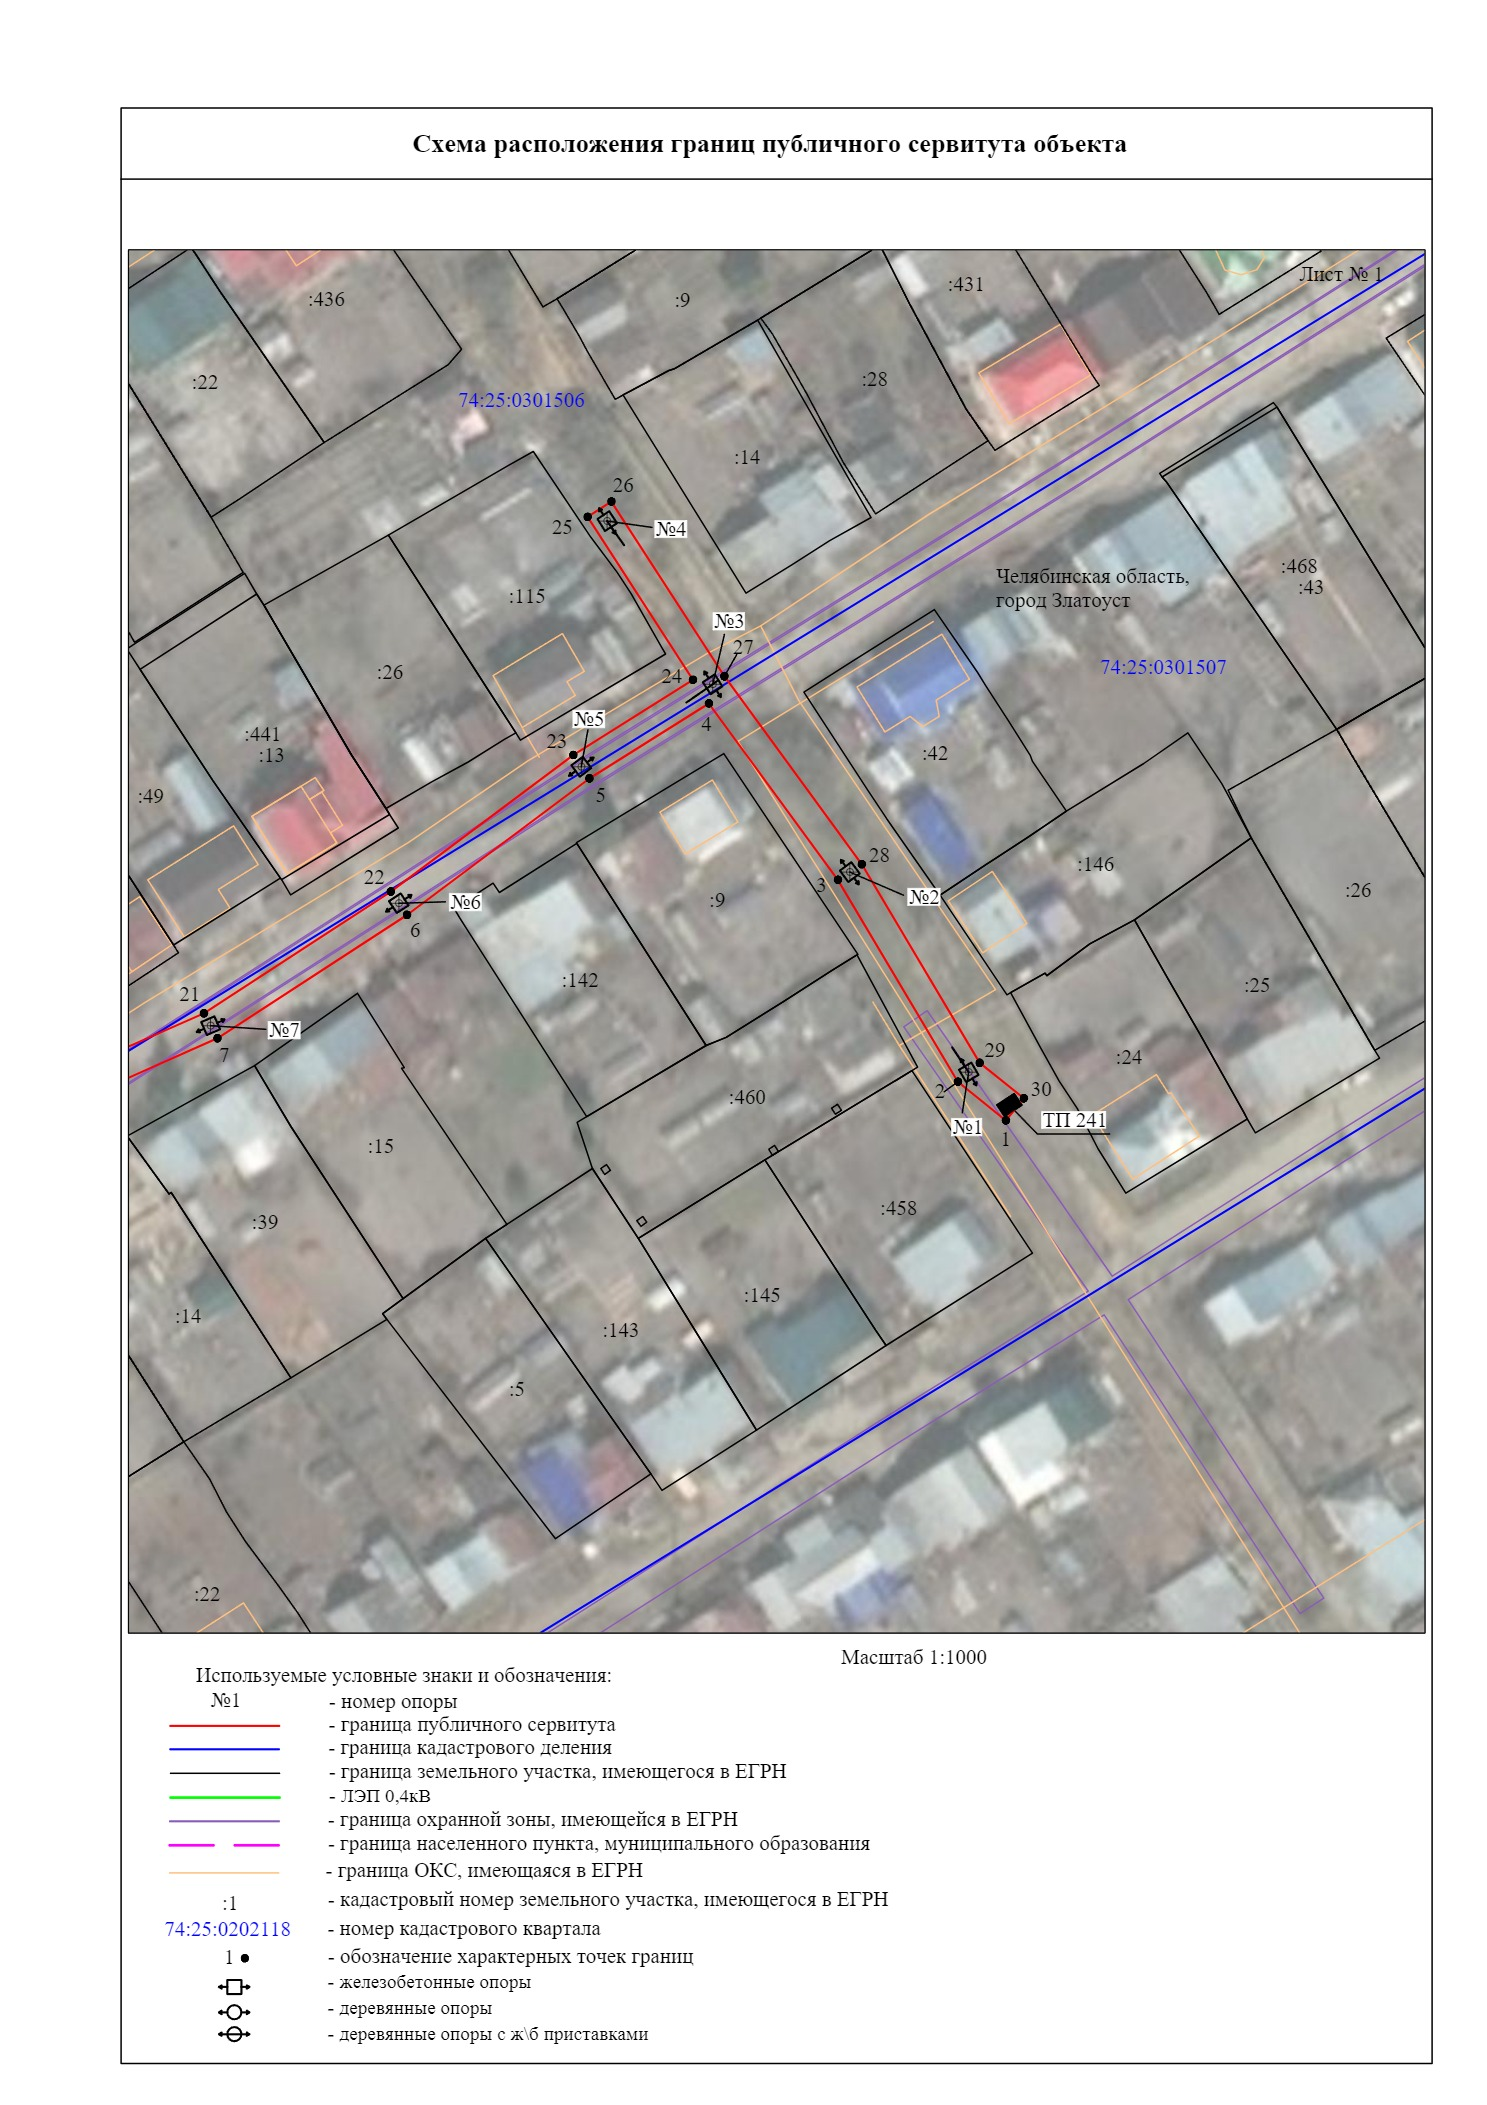 Схема расположения границ публичного сервитута объекта
Лист № 1
:436
:9
:431
:22
:28
74:25:0301506
:14
26
25
№4
:468
:43
Челябинская область,
город Златоуст
:115
№3
27
74:25:0301507
:26
24
№5
4
:441
:13
23
:42
:49
5
:146
28
22
3
№6
№2
:9
:26
6
:142
:25
21
№7
7
29
:24
2
30
:460
№1
ТП 241
1
:15
:39
:458
:14
:145
:143
:5
:22
Масштаб 1:1000
Используемые условные знаки и обозначения:
№1 - номер опоры
- граница публичного сервитута
- граница кадастрового деления
- граница земельного участка, имеющегося в ЕГРН
- ЛЭП 0,4кВ
- граница охранной зоны, имеющейся в ЕГРН
- граница населенного пункта, муниципального образования
- граница ОКС, имеющаяся в ЕГРН
:1 - кадастровый номер земельного участка, имеющегося в ЕГРН
74:25:0202118 - номер кадастрового квартала
1 - обозначение характерных точек границ
- железобетонные опоры
- деревянные опоры
- деревянные опоры с ж\б приставками